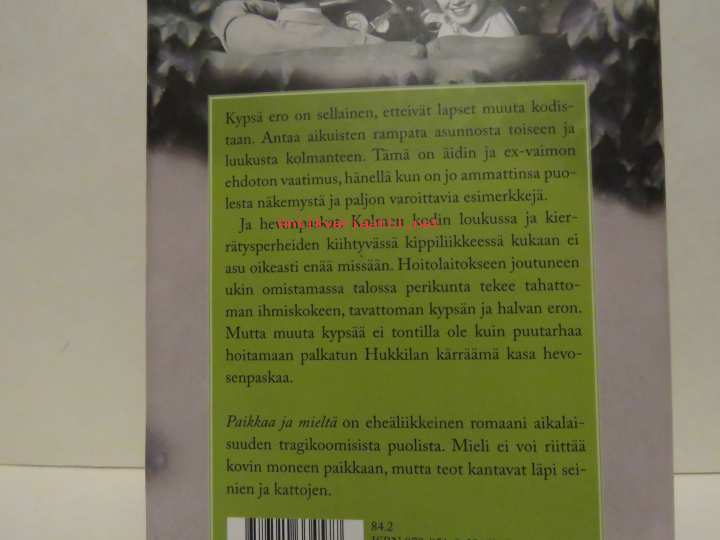 Kypsä ero on sellainen, etteivät lapset muuta kodis-
taan. Antaa aikuisten rampata asunnosta toiseen ja
luukusta kolmanteen. Tämä on äidin ja ex-vaimon
ehdoton vaatimus, hänellä kun on jo ammattinsa puo-
lesta näkemystä ja paljon varoittavia esimerkkejä.
Ja kodin loukussa ja kier-
rätysperheiden kiihtyvässä kippiliikkeessä kukaan ei
asu oikeasti enää missään. Hoitolaitokseen joutuneen
ukin omistamassa talossa perikunta tekee tahatto-
man ihmiskokeen, tavattoman kypsän ja halvan eron.
Mutta muuta kypsää ei tontilla ole kuin puutarhaa
hoitamaan palkatun Hukkilan kärräämä kasa hevo-
senpaskaa.
Paikkaa ja mieltä on eheäliikkeinen romaani aikalai-
suuden tragikoomisista puolista. Mieli ei voi riittää
kovin moneen paikkaan, mutta teot kantavat läpi sei-
nien ja kattojen.
84.2